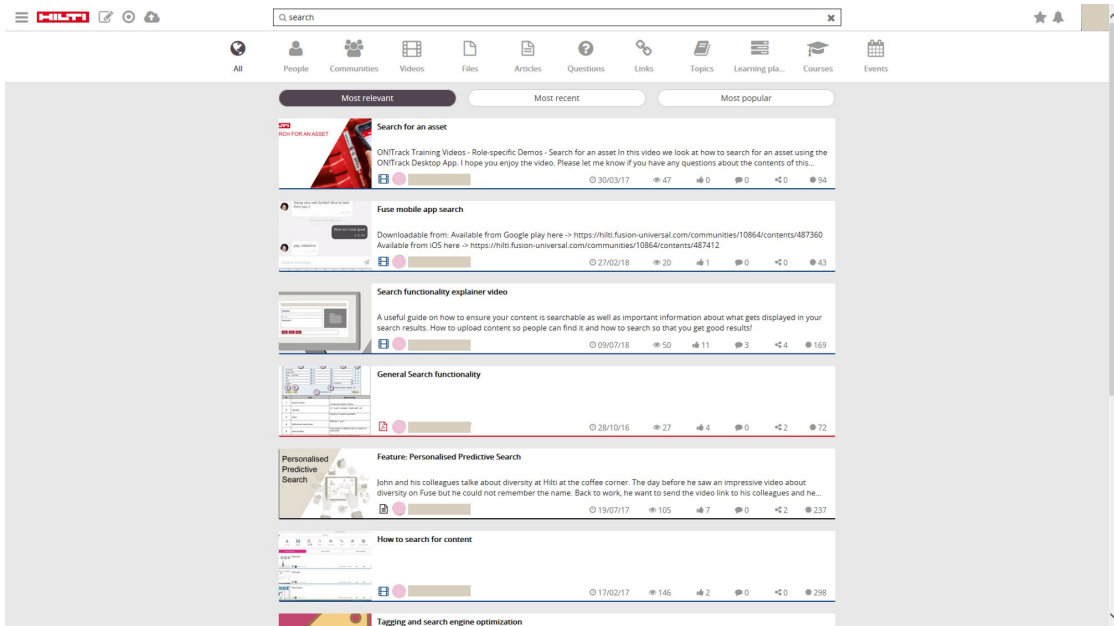 HILTI
search
All
People
Communities
Videos
Files
Articles
Questions
Links
Topics
Learning pla...
Courses
Events
Most relevant
Most recent
Most popular
RCH FOR AN ASSET
Search for an asset
ON!Track Training Videos - Role-specific Demos - Search for an asset In this video we look at how to search for an asset using the
ON!Track Desktop App. I hope you enjoy the video. Please let me know if you have any questions about the contents of this...
30/03/17 47 0 0 0 94
Fuse mobile app search
Downloadable from: Available from Google play here -> https://hilti.fusion-universal.com/communities/10864/contents/487360
Available from iOS here -> https://hilti.fusion-universal.com/communities/10864/contents/487412
27/02/18 20 1 0 0 43
Search functionality explainer video
A useful guide on how to ensure your content is searchable as well as important information about what gets displayed in your
search results. How to upload content so people can find it and how to search so that you get good results!
09/07/18 50 11 3 4 169
General Search functionality
28/10/16 27 4 0 2 72
Personalised
Predictive
Search
Feature: Personalised Predictive Search
John and his colleagues talk about diversity at Hilti at the coffee corner. The day before he saw an impressive video about
diversity on Fuse but he could not remember the name. Back to work, he want to send the video link to his colleagues and he...
19/07/17 105 7 0 2 237
How to search for content
17/02/17 146 2 0 0 298
Tagging and search engine optimization